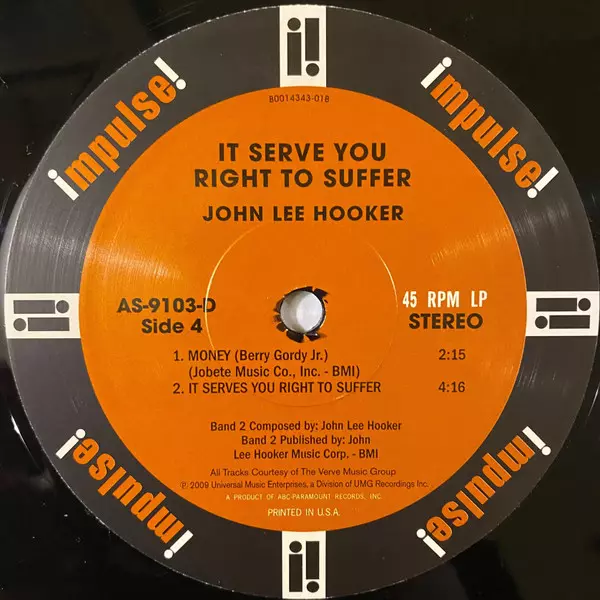 impulse!
impulse!
B0014343-01B
IT SERVE YOU
RIGHT TO SUFFER
JOHN LEE HOOKER
AS-9103-D
Side 4
45 RPM LP
STEREO
1. MONEY (Berry Gordy Jr.) 2:15
(Jobete Music Co., Inc. - BMI)
2. IT SERVES YOU RIGHT TO SUFFER 4:16
Band 2 Composed by: John Lee Hooker
Band 2 Published by: John
Lee Hooker Music Corp. - BMI
All Tracks Courtesy of The Verve Music Group
℗ 2009 Universal Music Enterprises, a Division of UMG Recordings Inc.
A PRODUCT OF ABC-PARAMOUNT RECORDS, INC.
PRINTED IN U.S.A.
impulse!
impulse!